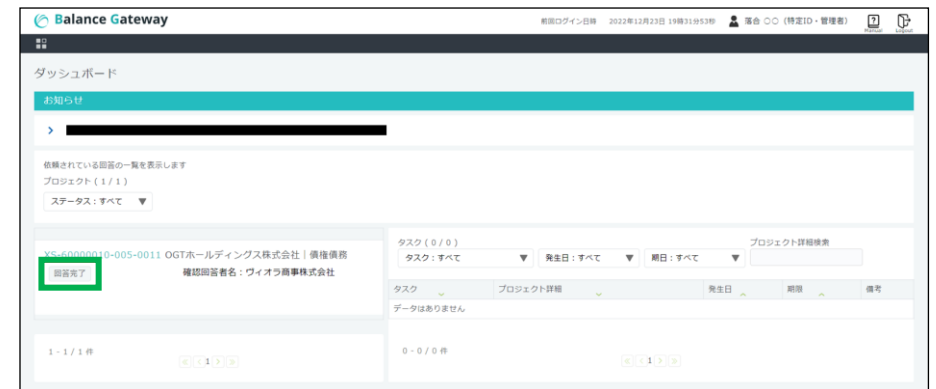 Balance Gateway
前回ログイン日時 2022年12月23日 19時31分53秒 落合 〇〇 (特定ID・管理者)
Manual Logout
ダッシュボード
お知らせ
依頼されている回答の一覧を表示します
プロジェクト ( 1 / 1 )
ステータス : すべて ▼
XS-60000010-005-0011 OGTホールディングス株式会社 | 債権債務
回答完了
確認回答者名 : ヴィオラ商事株式会社
1 - 1 / 1 件
« < 1 > »
タスク ( 0 / 0 )
プロジェクト詳細検索
タスク : すべて ▼ 発生日 : すべて ▼ 期日 : すべて ▼
タスク プロジェクト詳細 発生日 期限 備考
データはありません
0 - 0 / 0 件
« < 1 > »